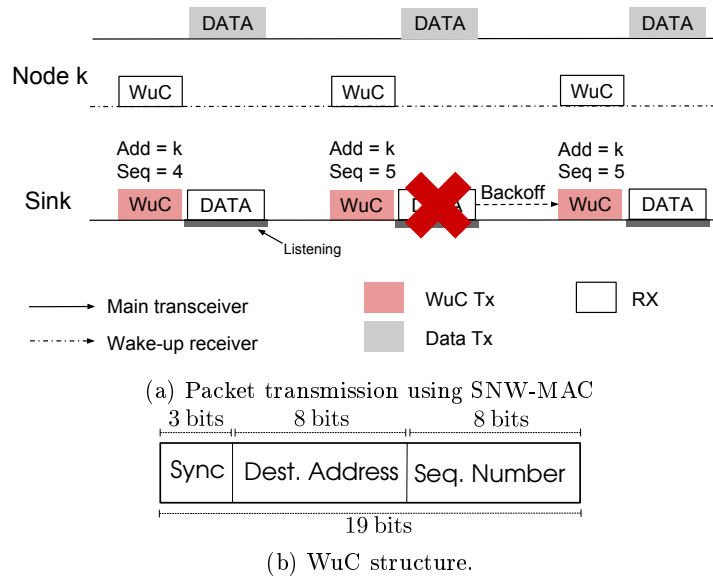 DATA DATA DATA
Node k
WuC WuC WuC
Add = k Add = k Add = k
Seq = 4 Seq = 5 Seq = 5
Sink
WuC DATA WuC DATA Backoff WuC DATA
Listening
Main transceiver
Wake-up receiver
WuC Tx
Data Tx
RX
(a) Packet transmission using SNW-MAC
3 bits 8 bits 8 bits
Sync Dest. Address Seq. Number
19 bits
(b) WuC structure.